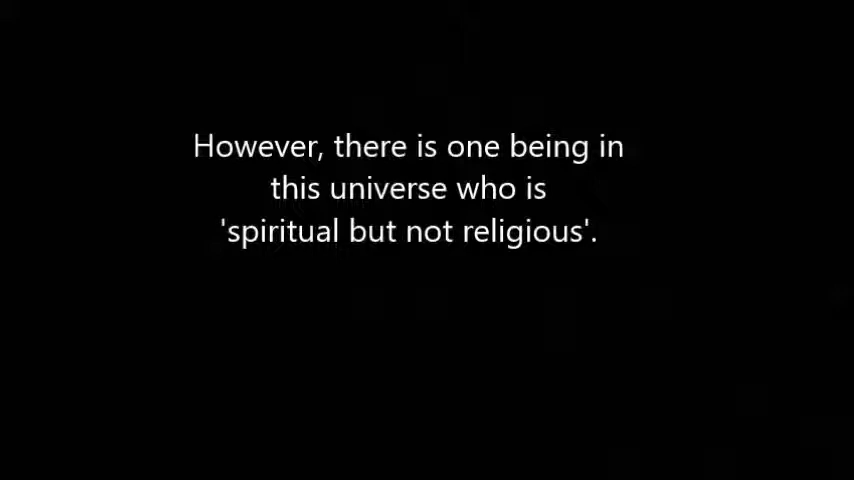 However, there is one being in
this universe who is
'spiritual but not religious'.